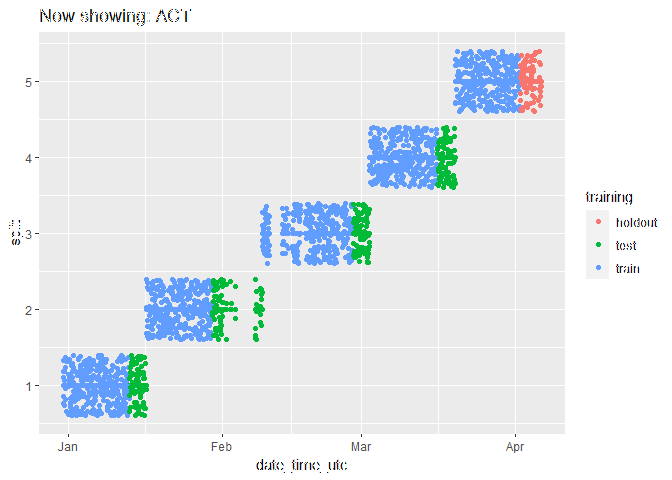 Now showing: ACT
5
4
3
2
1
split
Jan Feb Mar Apr
date_time_utc
training
holdout
test
train